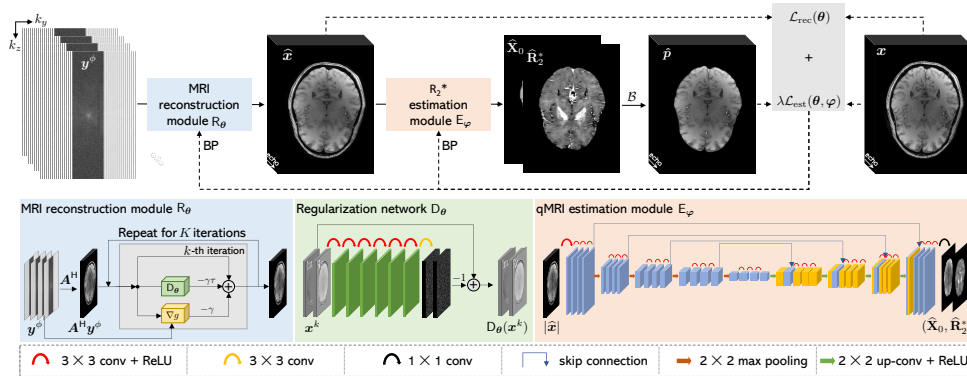 k_y
k_z
y^ϕ
MRI
reconstruction
module R_θ
BP
x̂
echo
R_2*
estimation
module E_φ
BP
X̂_0
R̂_2^*
B
p̂
echo
L_rec(θ)
+
λL_est(θ, φ)
x
echo
MRI reconstruction module R_θ
Repeat for K iterations
k-th iteration
A^H
D_θ
−γτ
∇g
−γ
y^ϕ
A^H y^ϕ
Regularization network D_θ
−1
x^k
D_θ(x^k)
qMRI estimation module E_φ
|x̂|
(X̂_0, R̂_2^*)
3 × 3 conv + ReLU
3 × 3 conv
1 × 1 conv
skip connection
2 × 2 max pooling
2 × 2 up-conv + ReLU